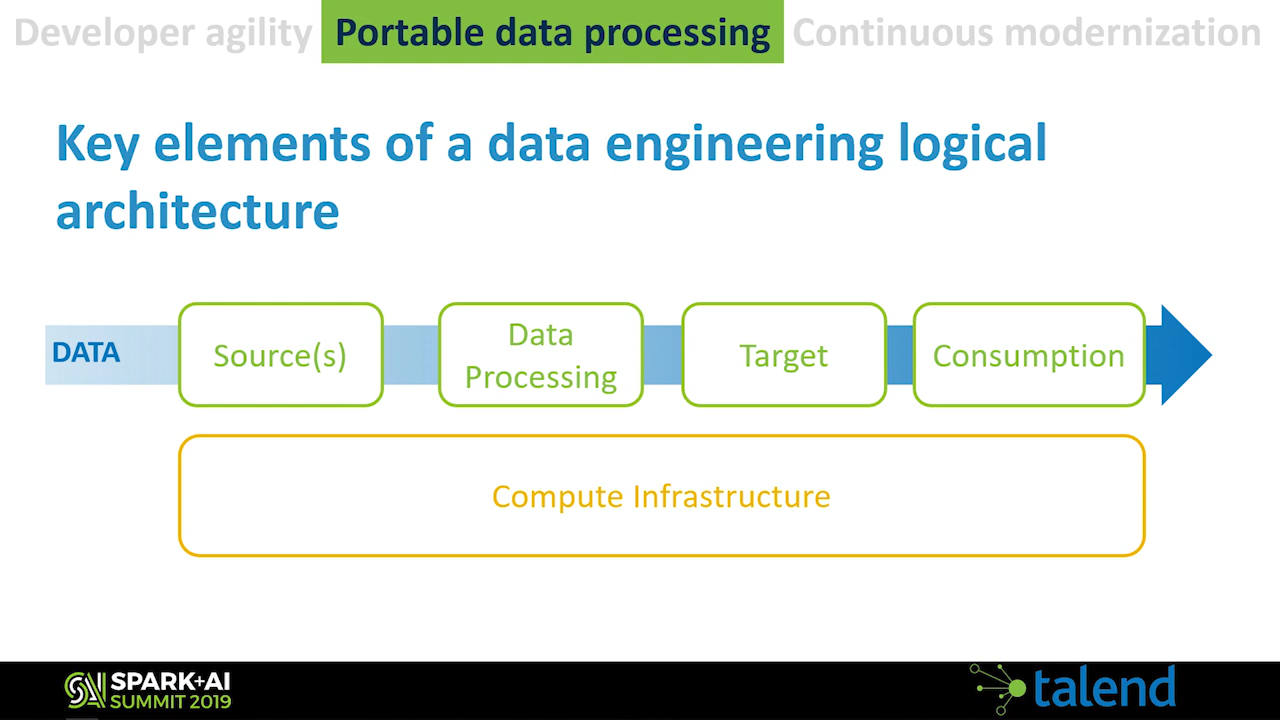 Developer agility
Portable data processing
Continuous modernization
Key elements of a data engineering logical
architecture
DATA
Source(s)
Data
Processing
Target
Consumption
Compute Infrastructure
SPARK+AI
SUMMIT 2019
talend